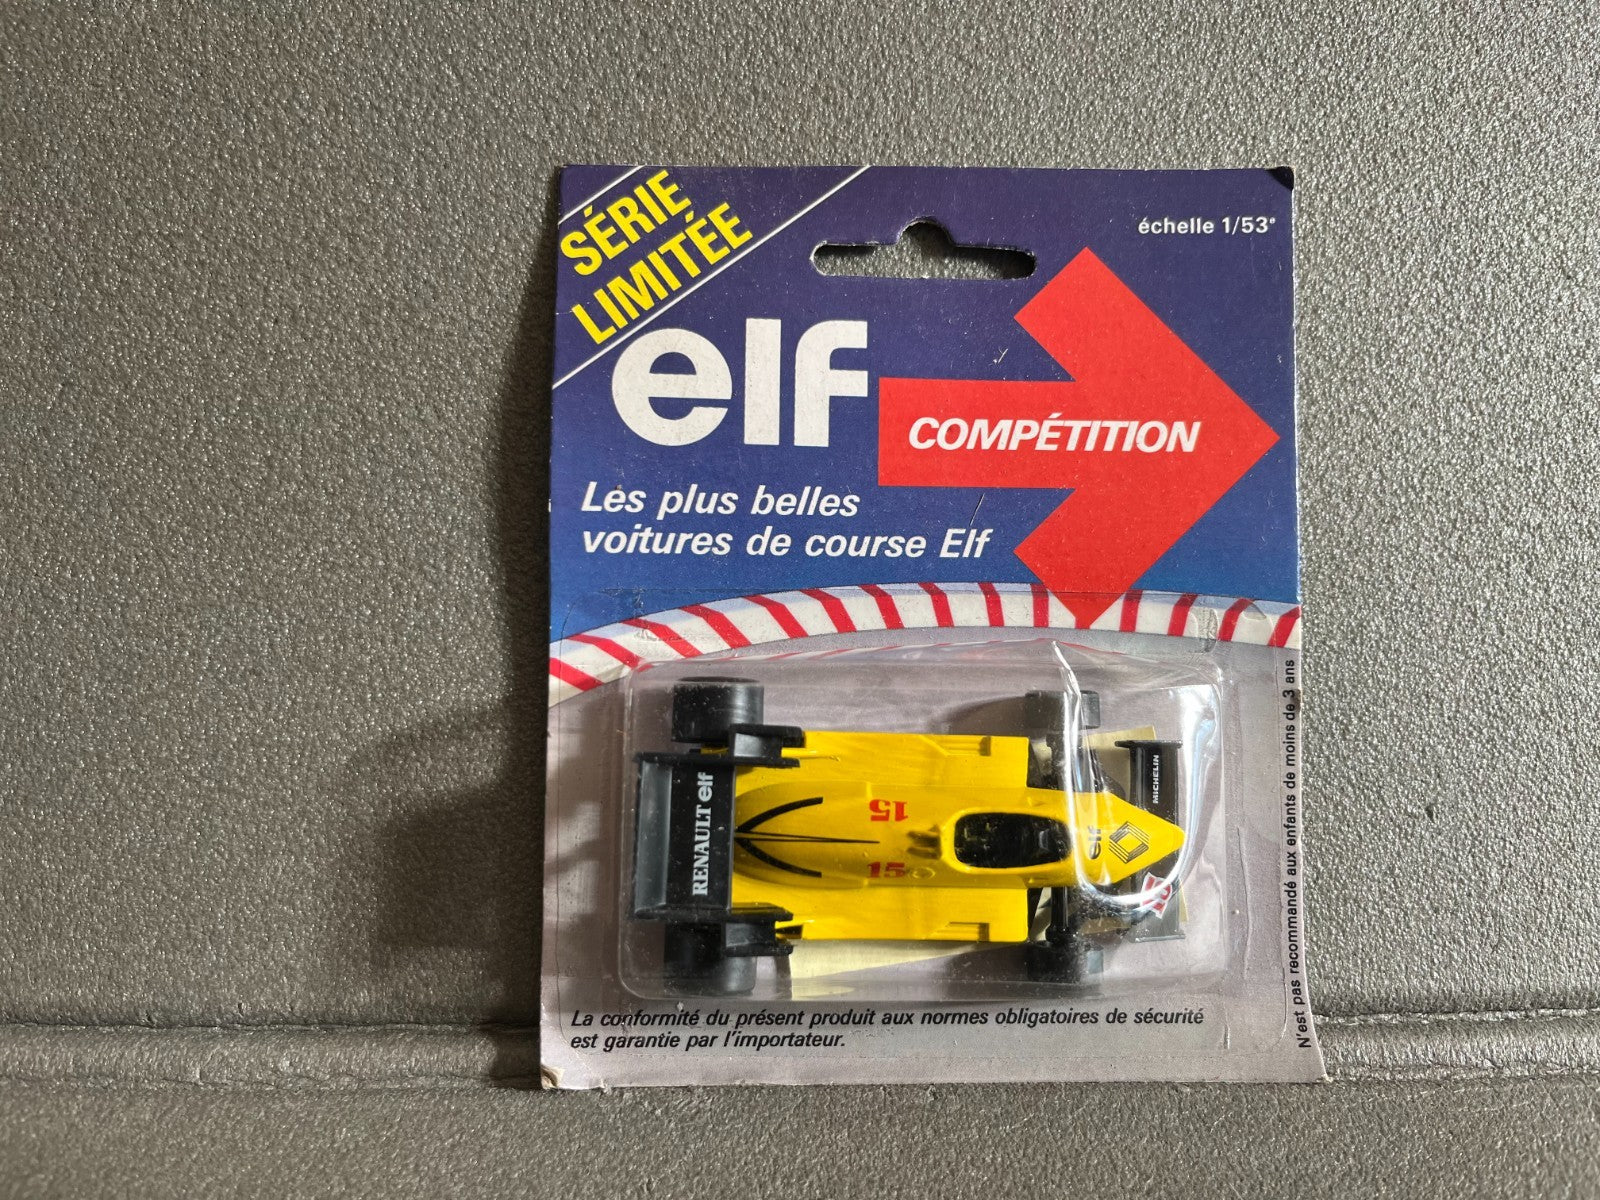 SÉRIE
LIMITÉE
échelle 1/53e
elf
COMPÉTITION
Les plus belles
voitures de course Elf
RENAULT elf
15
15
elf
MICHELIN
15
La conformité du présent produit aux normes obligatoires de sécurité
est garantie par l'importateur.
N'est pas recommandé aux enfants de moins de 3 ans